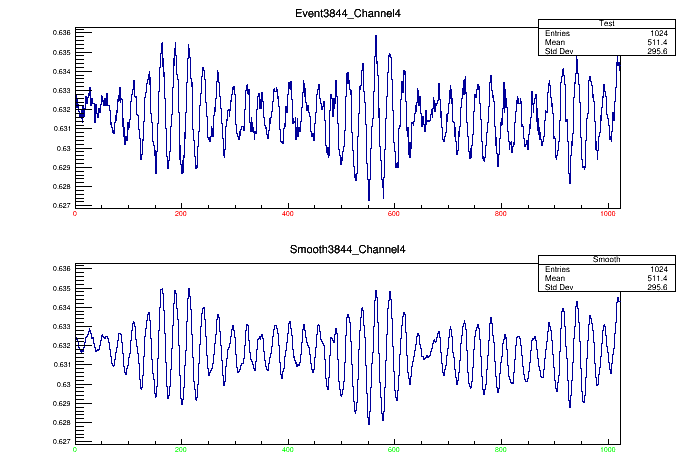 Event3844_Channel4
Test
Entries 1024
Mean 511.4
Std Dev 295.6
0.636
0.635
0.634
0.633
0.632
0.631
0.63
0.629
0.628
0.627
0 200 400 600 800 1000
Smooth3844_Channel4
Smooth
Entries 1024
Mean 511.4
Std Dev 295.6
0.636
0.635
0.634
0.633
0.632
0.631
0.63
0.629
0.628
0.627
0 200 400 600 800 1000